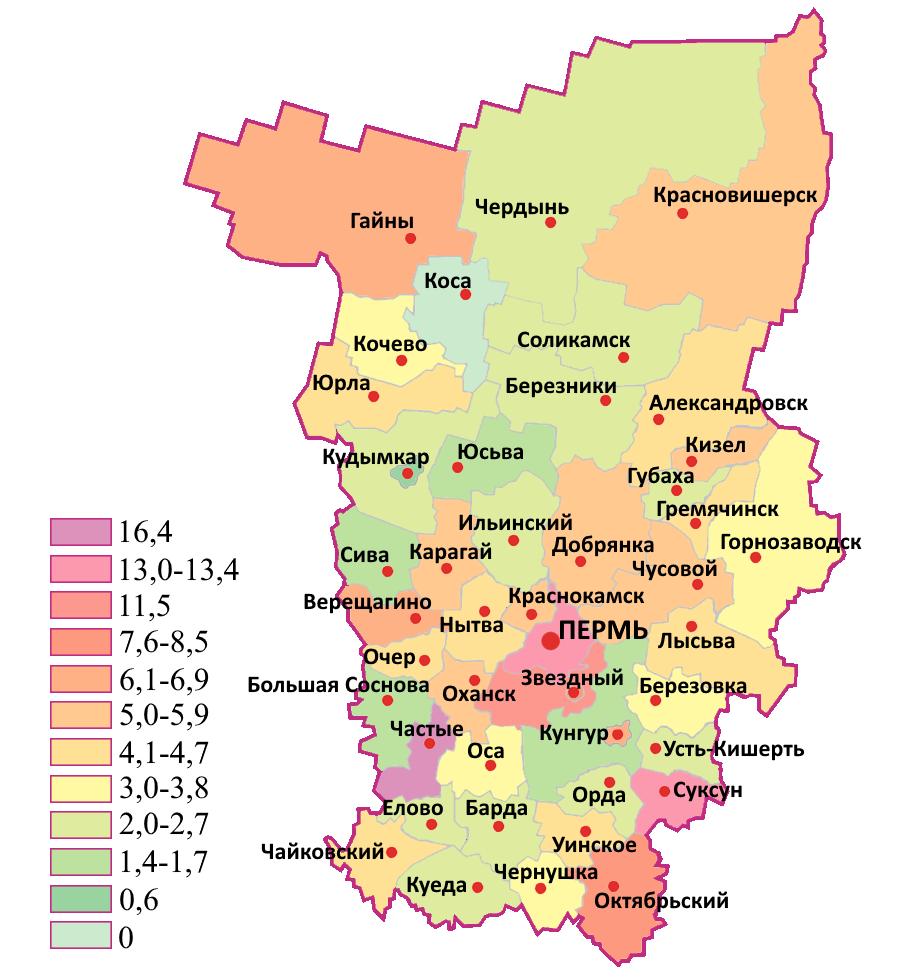 Красновишерск
Чердынь
Гайны
Коса
Соликамск
Кочево
Юрла
Березники
Александровск
Кизел
Юсьва
Кудымкар
Губаха
Гремячинск
Ильинский
Горнозаводск
Добрянка
Карагай
Сива
Чусовой
Краснокамск
Верещагино
Нытва
ПЕРМЬ
Лысьва
Очер
Звездный
Большая Соснова
Березовка
Оханск
Частые
Кунгур
Усть-Кишерть
Оса
Суксун
Орда
Елово
Барда
Уинское
Чайковский
Чернушка
Куеда
Октябрьский
16,4
13,0-13,4
11,5
7,6-8,5
6,1-6,9
5,0-5,9
4,1-4,7
3,0-3,8
2,0-2,7
1,4-1,7
0,6
0